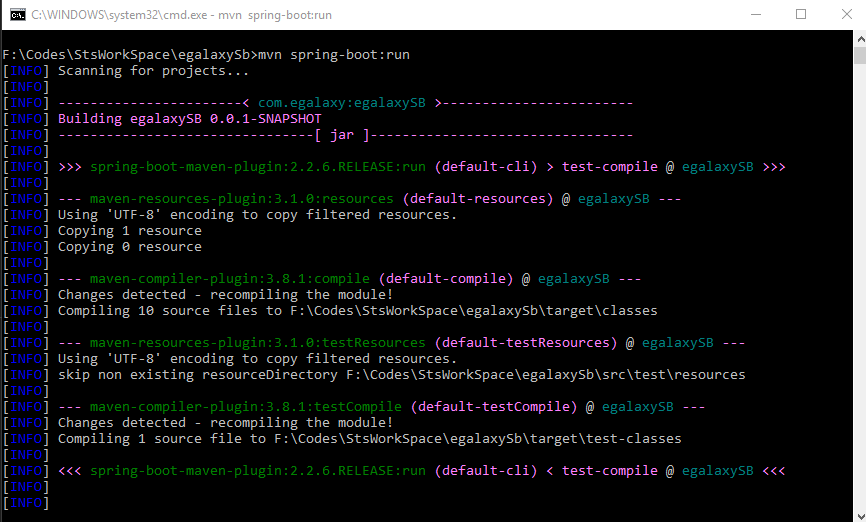 C:\WINDOWS\system32\cmd.exe - mvn  spring-boot:run
F:\Codes\StsWorkSpace\egalaxySb>mvn spring-boot:run
[INFO] Scanning for projects...
[INFO]
[INFO] -----------------------< com.egalaxy:egalaxySB >------------------------
[INFO] Building egalaxySB 0.0.1-SNAPSHOT
[INFO] --------------------------------[ jar ]---------------------------------
[INFO]
[INFO] >>> spring-boot-maven-plugin:2.2.6.RELEASE:run (default-cli) > test-compile @ egalaxySB >>>
[INFO]
[INFO] --- maven-resources-plugin:3.1.0:resources (default-resources) @ egalaxySB ---
[INFO] Using 'UTF-8' encoding to copy filtered resources.
[INFO] Copying 1 resource
[INFO] Copying 0 resource
[INFO]
[INFO] --- maven-compiler-plugin:3.8.1:compile (default-compile) @ egalaxySB ---
[INFO] Changes detected - recompiling the module!
[INFO] Compiling 10 source files to F:\Codes\StsWorkSpace\egalaxySb\target\classes
[INFO]
[INFO] --- maven-resources-plugin:3.1.0:testResources (default-testResources) @ egalaxySB ---
[INFO] Using 'UTF-8' encoding to copy filtered resources.
[INFO] skip non existing resourceDirectory F:\Codes\StsWorkSpace\egalaxySb\src\test\resources
[INFO]
[INFO] --- maven-compiler-plugin:3.8.1:testCompile (default-testCompile) @ egalaxySB ---
[INFO] Changes detected - recompiling the module!
[INFO] Compiling 1 source file to F:\Codes\StsWorkSpace\egalaxySb\target\test-classes
[INFO]
[INFO] <<< spring-boot-maven-plugin:2.2.6.RELEASE:run (default-cli) < test-compile @ egalaxySB <<<
[INFO]
[INFO]